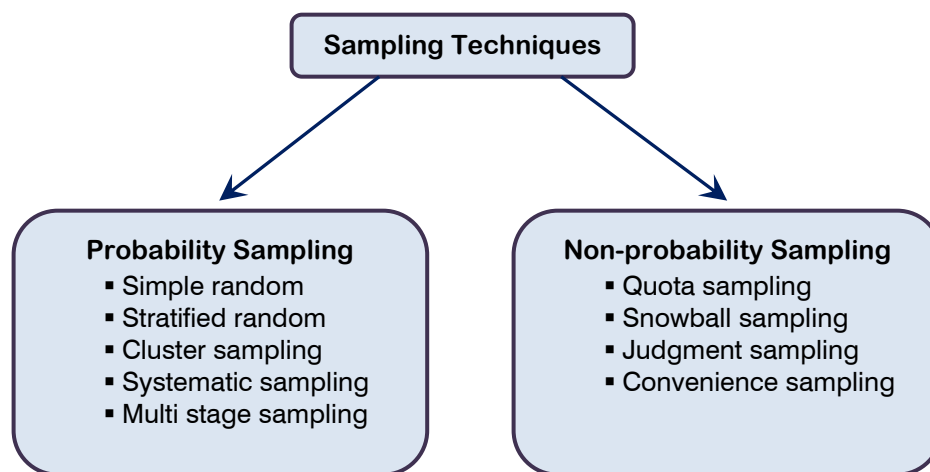 Sampling Techniques
Probability Sampling
▪ Simple random
▪ Stratified random
▪ Cluster sampling
▪ Systematic sampling
▪ Multi stage sampling
Non-probability Sampling
▪ Quota sampling
▪ Snowball sampling
▪ Judgment sampling
▪ Convenience sampling